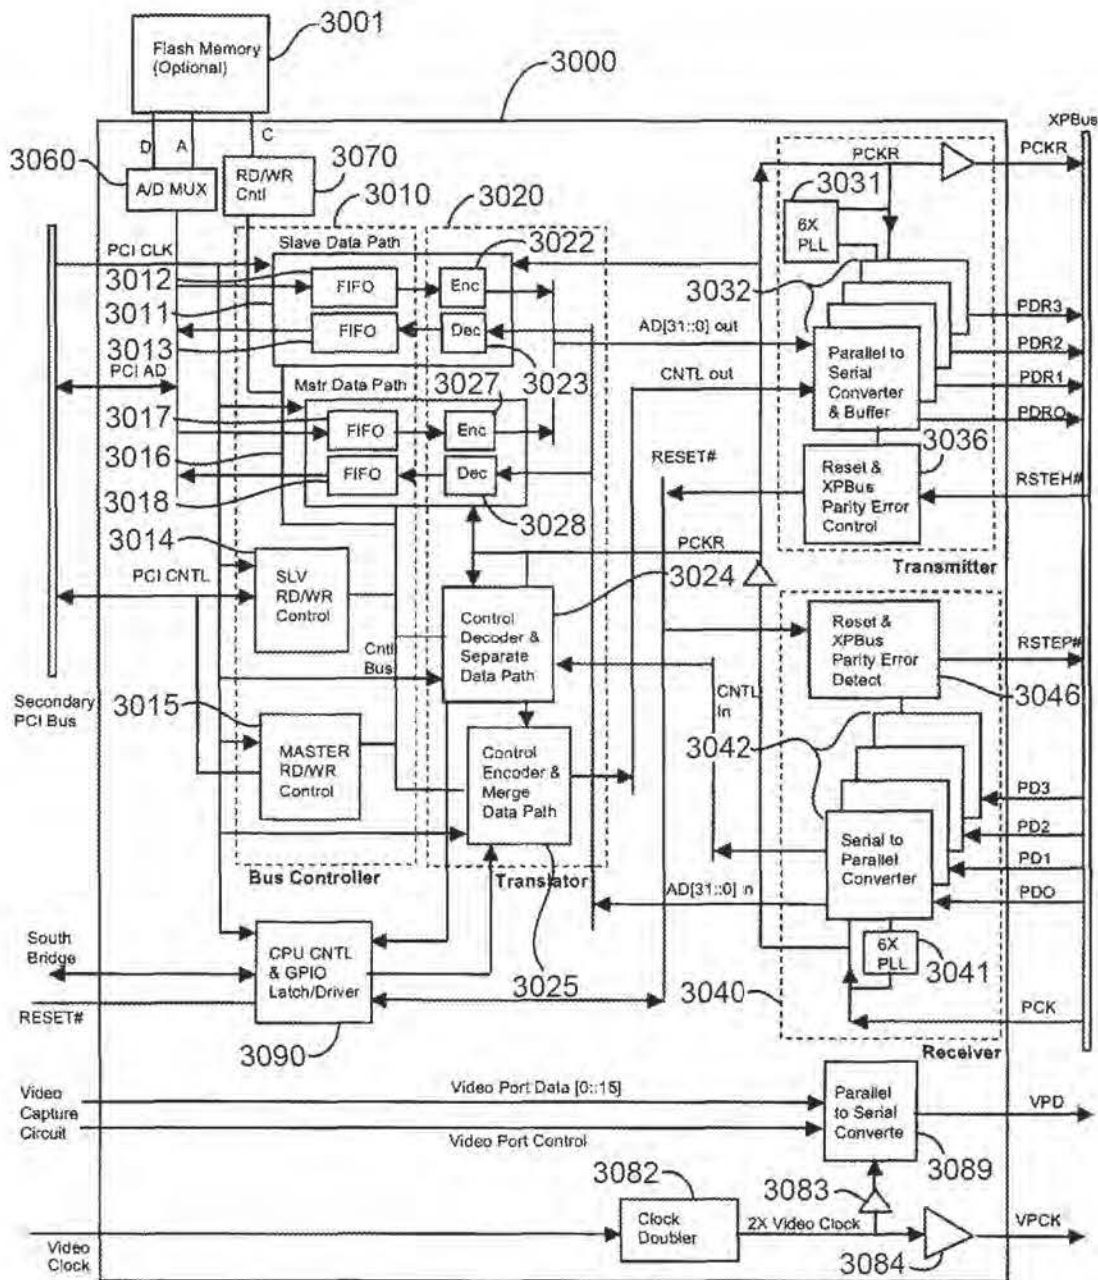 3001
Flash Memory
(Optional)
3000
XPBus
D
A
C
3060
A/D MUX
RD/WR
Cntl
3070
3010
3020
PCKR
PCKR
3031
6X
PLL
PCI CLK
Slave Data Path
3022
3012
FIFO
Enc
3011
3013
FIFO
Dec
3023
3032
AD[31::0] out
PDR3
Parallel to
Serial
Converter
& Buffer
PDR2
PCI AD
Mstr Data Path
3027
CNTL out
PDR1
PDRO
3017
FIFO
Enc
3016
FIFO
Dec
RESET#
3036
Reset &
XPBus
Parity Error
Control
RSTEH#
3018
3028
3014
PCKR
3024
Transmitter
PCI CNTL
SLV
RD/WR
Control
Control
Decoder &
Separate
Data Path
Reset &
XPBus
Parity Error
Detect
RSTEP#
Cntl
Bus
CNTL
In
3046
Secondary
PCI Bus
3015
MASTER
RD/WR
Control
Control
Encoder &
Merge
Data Path
3042
PD3
Serial to
Parallel
Converter
PD2
PD1
Bus Controller
Translator
AD[31::0] in
PDO
South
Bridge
CPU CNTL
& GPIO
Latch/Driver
6X
PLL
3041
3025
3040
RESET#
PCK
3090
Receiver
Video
Capture
Circuit
Video Port Data [0::15]
Parallel
to Serial
Converte
VPD
Video Port Control
3082
3083
3089
Clock
Doubler
2X Video Clock
VPCK
Video
Clock
3084